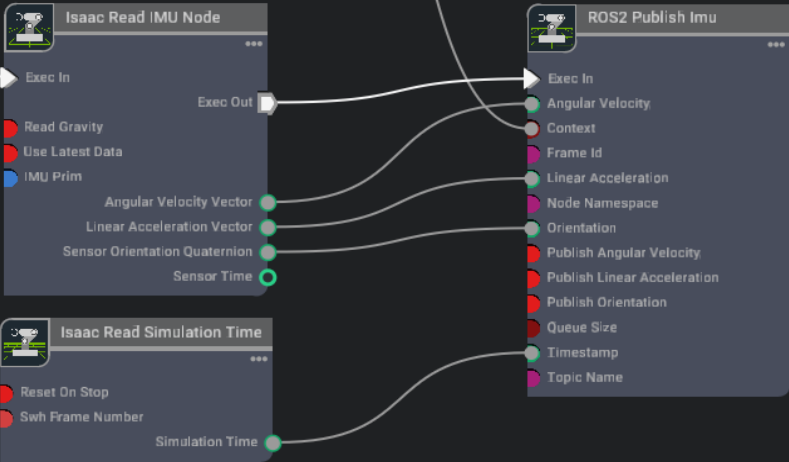 Isaac Read IMU Node
Exec In
Exec Out
Read Gravity
Use Latest Data
IMU Prim
Angular Velocity Vector
Linear Acceleration Vector
Sensor Orientation Quaternion
Sensor Time
Isaac Read Simulation Time
Reset On Stop
Swh Frame Number
Simulation Time
ROS2 Publish Imu
Exec In
Angular Velocity
Context
Frame Id
Linear Acceleration
Node Namespace
Orientation
Publish Angular Velocity
Publish Linear Acceleration
Publish Orientation
Queue Size
Timestamp
Topic Name